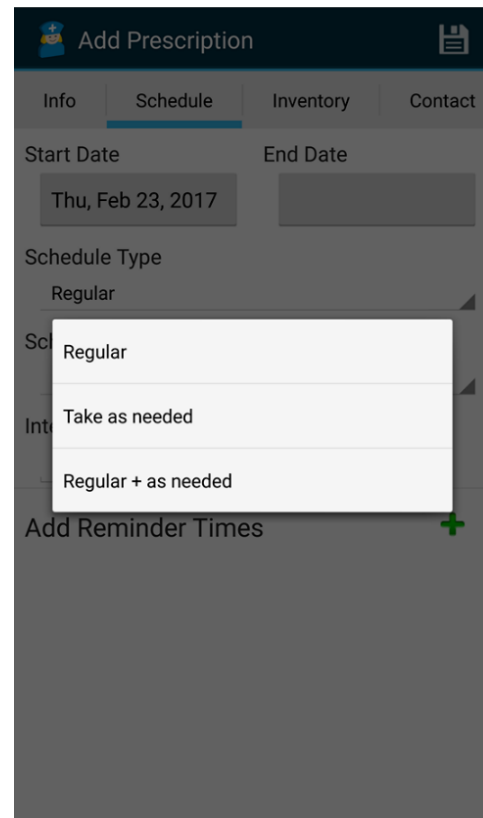 Add Prescription
Info Schedule Inventory Contact
Start Date End Date
Thu, Feb 23, 2017
Schedule Type
Regular
Regular
Take as needed
Regular + as needed
Add Reminder Times